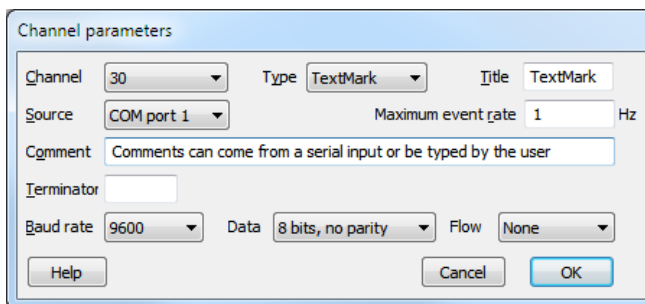 Channel parameters
Channel 30 Type TextMark Title TextMark
Source COM port 1 Maximum event rate 1 Hz
Comment Comments can come from a serial input or be typed by the user
Terminator
Baud rate 9600 Data 8 bits, no parity Flow None
Help Cancel OK